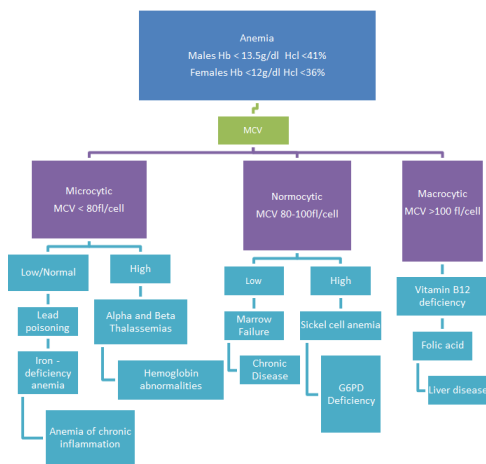 Anemia
Males Hb < 13.5g/dl Hcl <41%
Females Hb <12g/dl Hcl <36%
MCV
Microcytic
MCV < 80fl/cell
Normocytic
MCV 80-100fl/cell
Macrocytic
MCV >100 fl/cell
Low/Normal
High
Low
High
Vitamin B12
deficiency
Lead
poisoning
Alpha and Beta
Thalassemias
Marrow
Failure
Sickel cell anemia
Folic acid
Iron -
deficiency
anemia
Hemoglobin
abnormalities
Chronic
Disease
G6PD
Deficiency
Liver disease
Anemia of chronic
inflammation